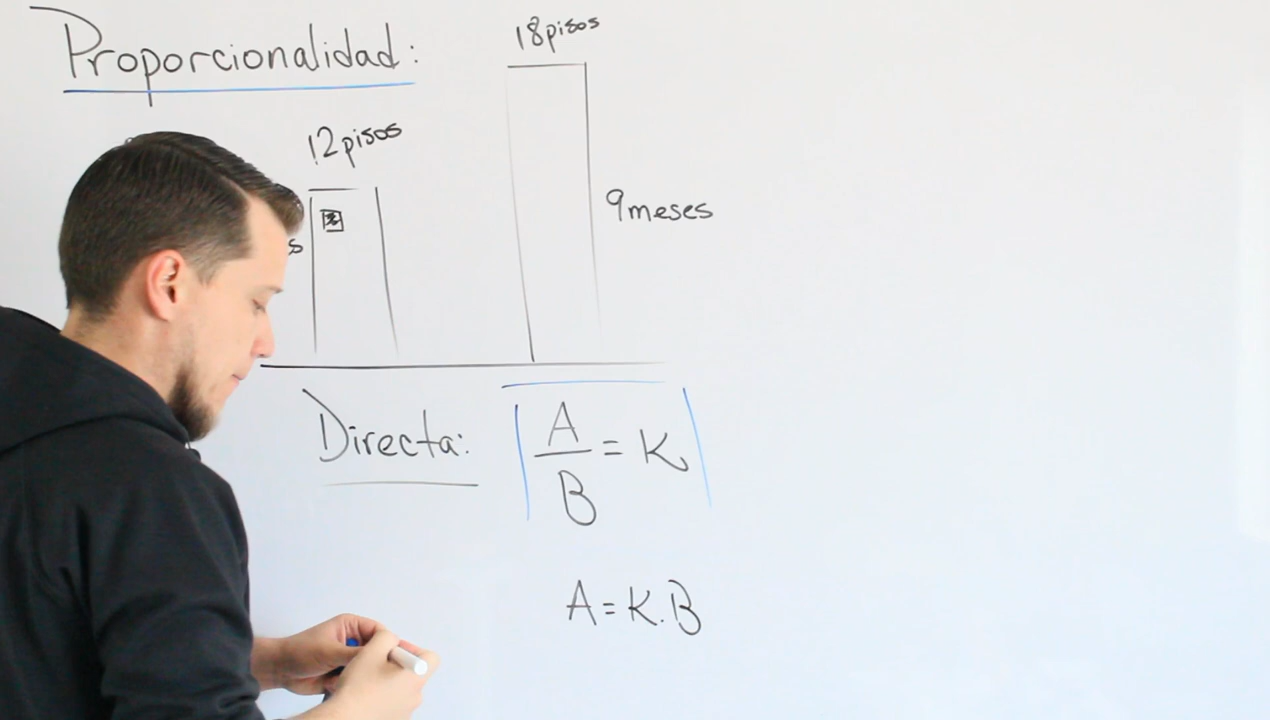 Proporcionalidad:
18pisos
12pisos
9meses
Directa:
A/B = K
A=K.B